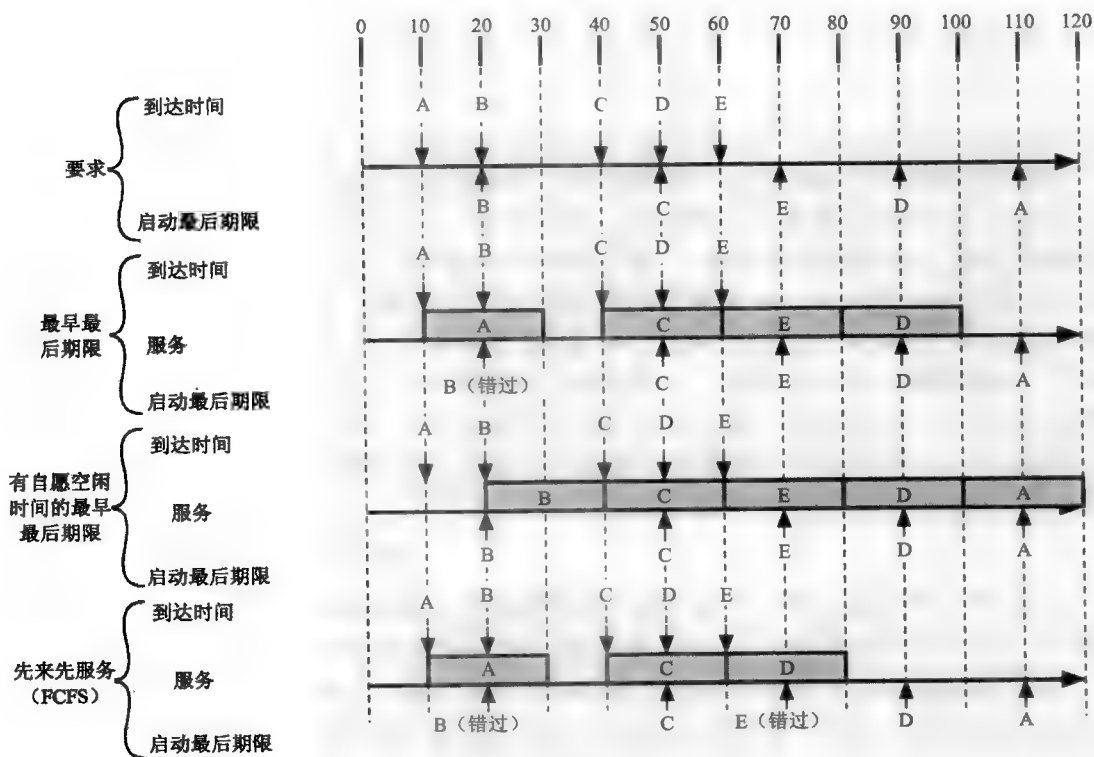 0 10 20 30 40 50 60 70 80 90 100 110 120
到达时间 A B C D E
要求
启动最后期限 B C E D A
到达时间 A B C D E
最早最
后期限
服务 A C E D
启动最后期限 B（错过） C E D A
到达时间 A B C D E
有自愿空闲
时间的最早
最后期限
服务 B C E D A
启动最后期限 B C E D A
到达时间 A B C D E
先来先服务
（FCFS）
服务 A C D
启动最后期限 B（错过） C E（错过） D A